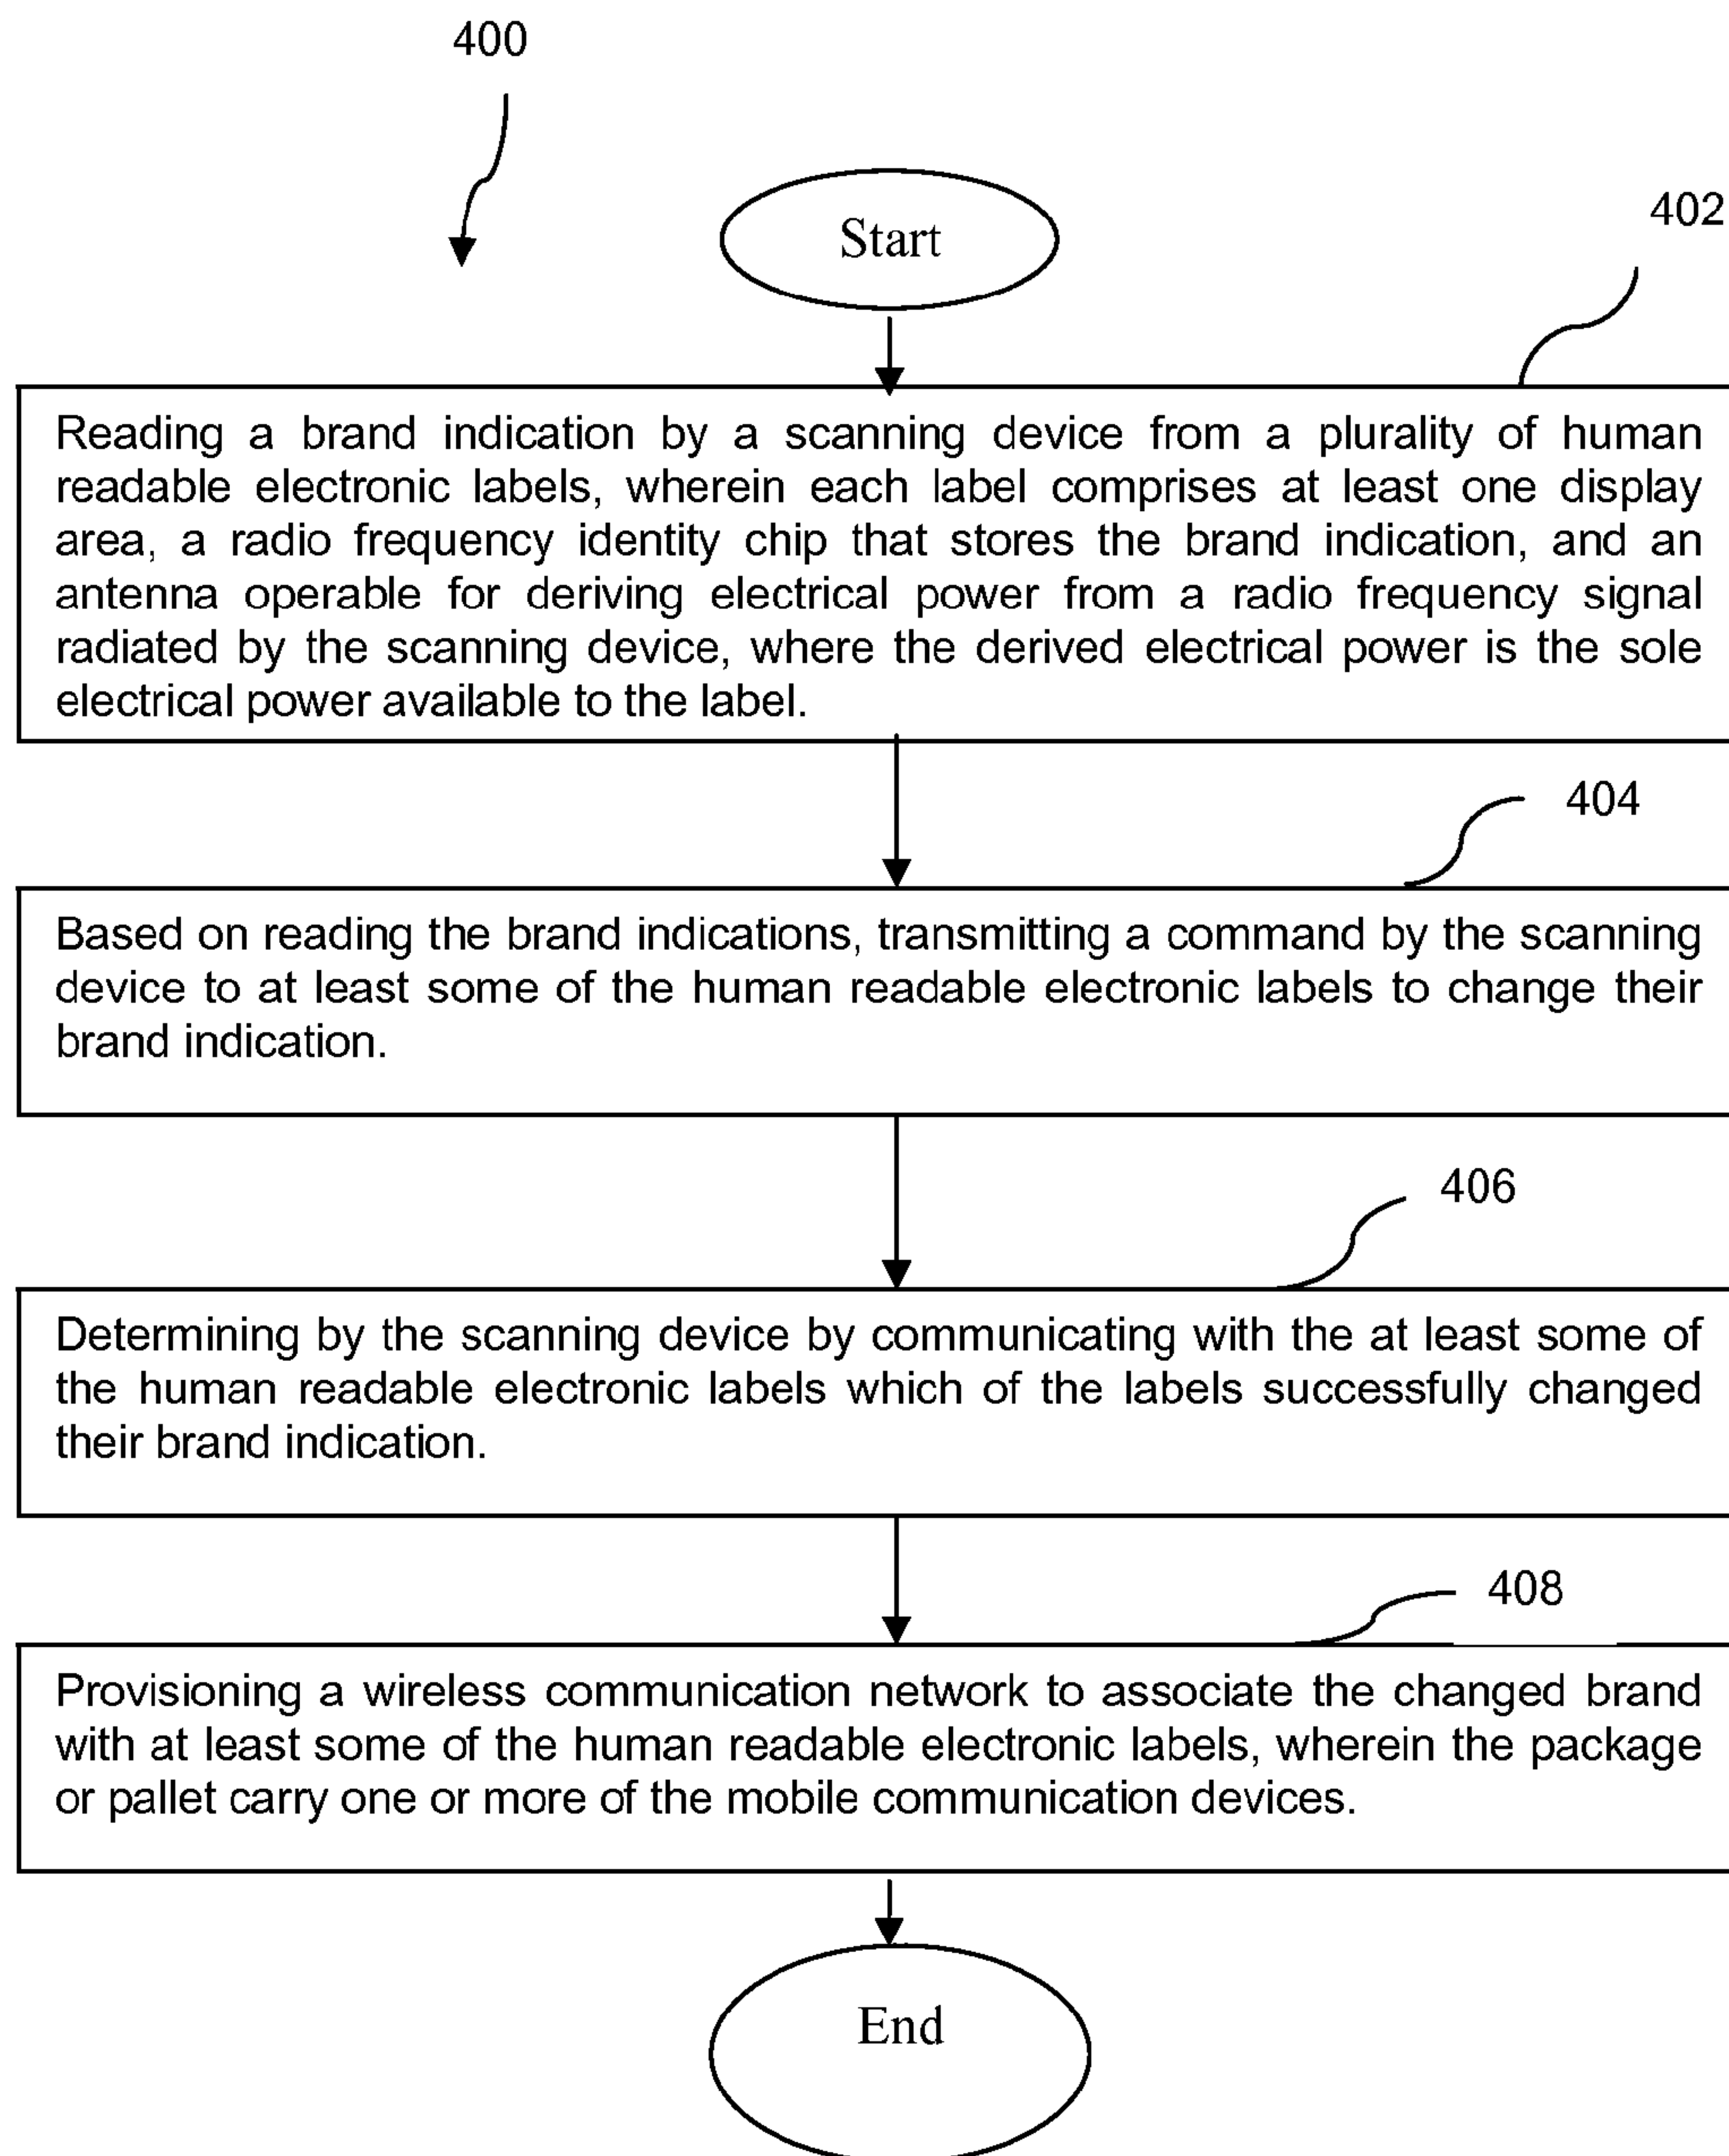 400
Start
402
Reading a brand indication by a scanning device from a plurality of human
readable electronic labels, wherein each label comprises at least one display
area, a radio frequency identity chip that stores the brand indication, and an
antenna operable for deriving electrical power from a radio frequency signal
radiated by the scanning device, where the derived electrical power is the sole
electrical power available to the label.
404
Based on reading the brand indications, transmitting a command by the scanning
device to at least some of the human readable electronic labels to change their
brand indication.
406
Determining by the scanning device by communicating with the at least some of
the human readable electronic labels which of the labels successfully changed
their brand indication.
408
Provisioning a wireless communication network to associate the changed brand
with at least some of the human readable electronic labels, wherein the package
or pallet carry one or more of the mobile communication devices.
End